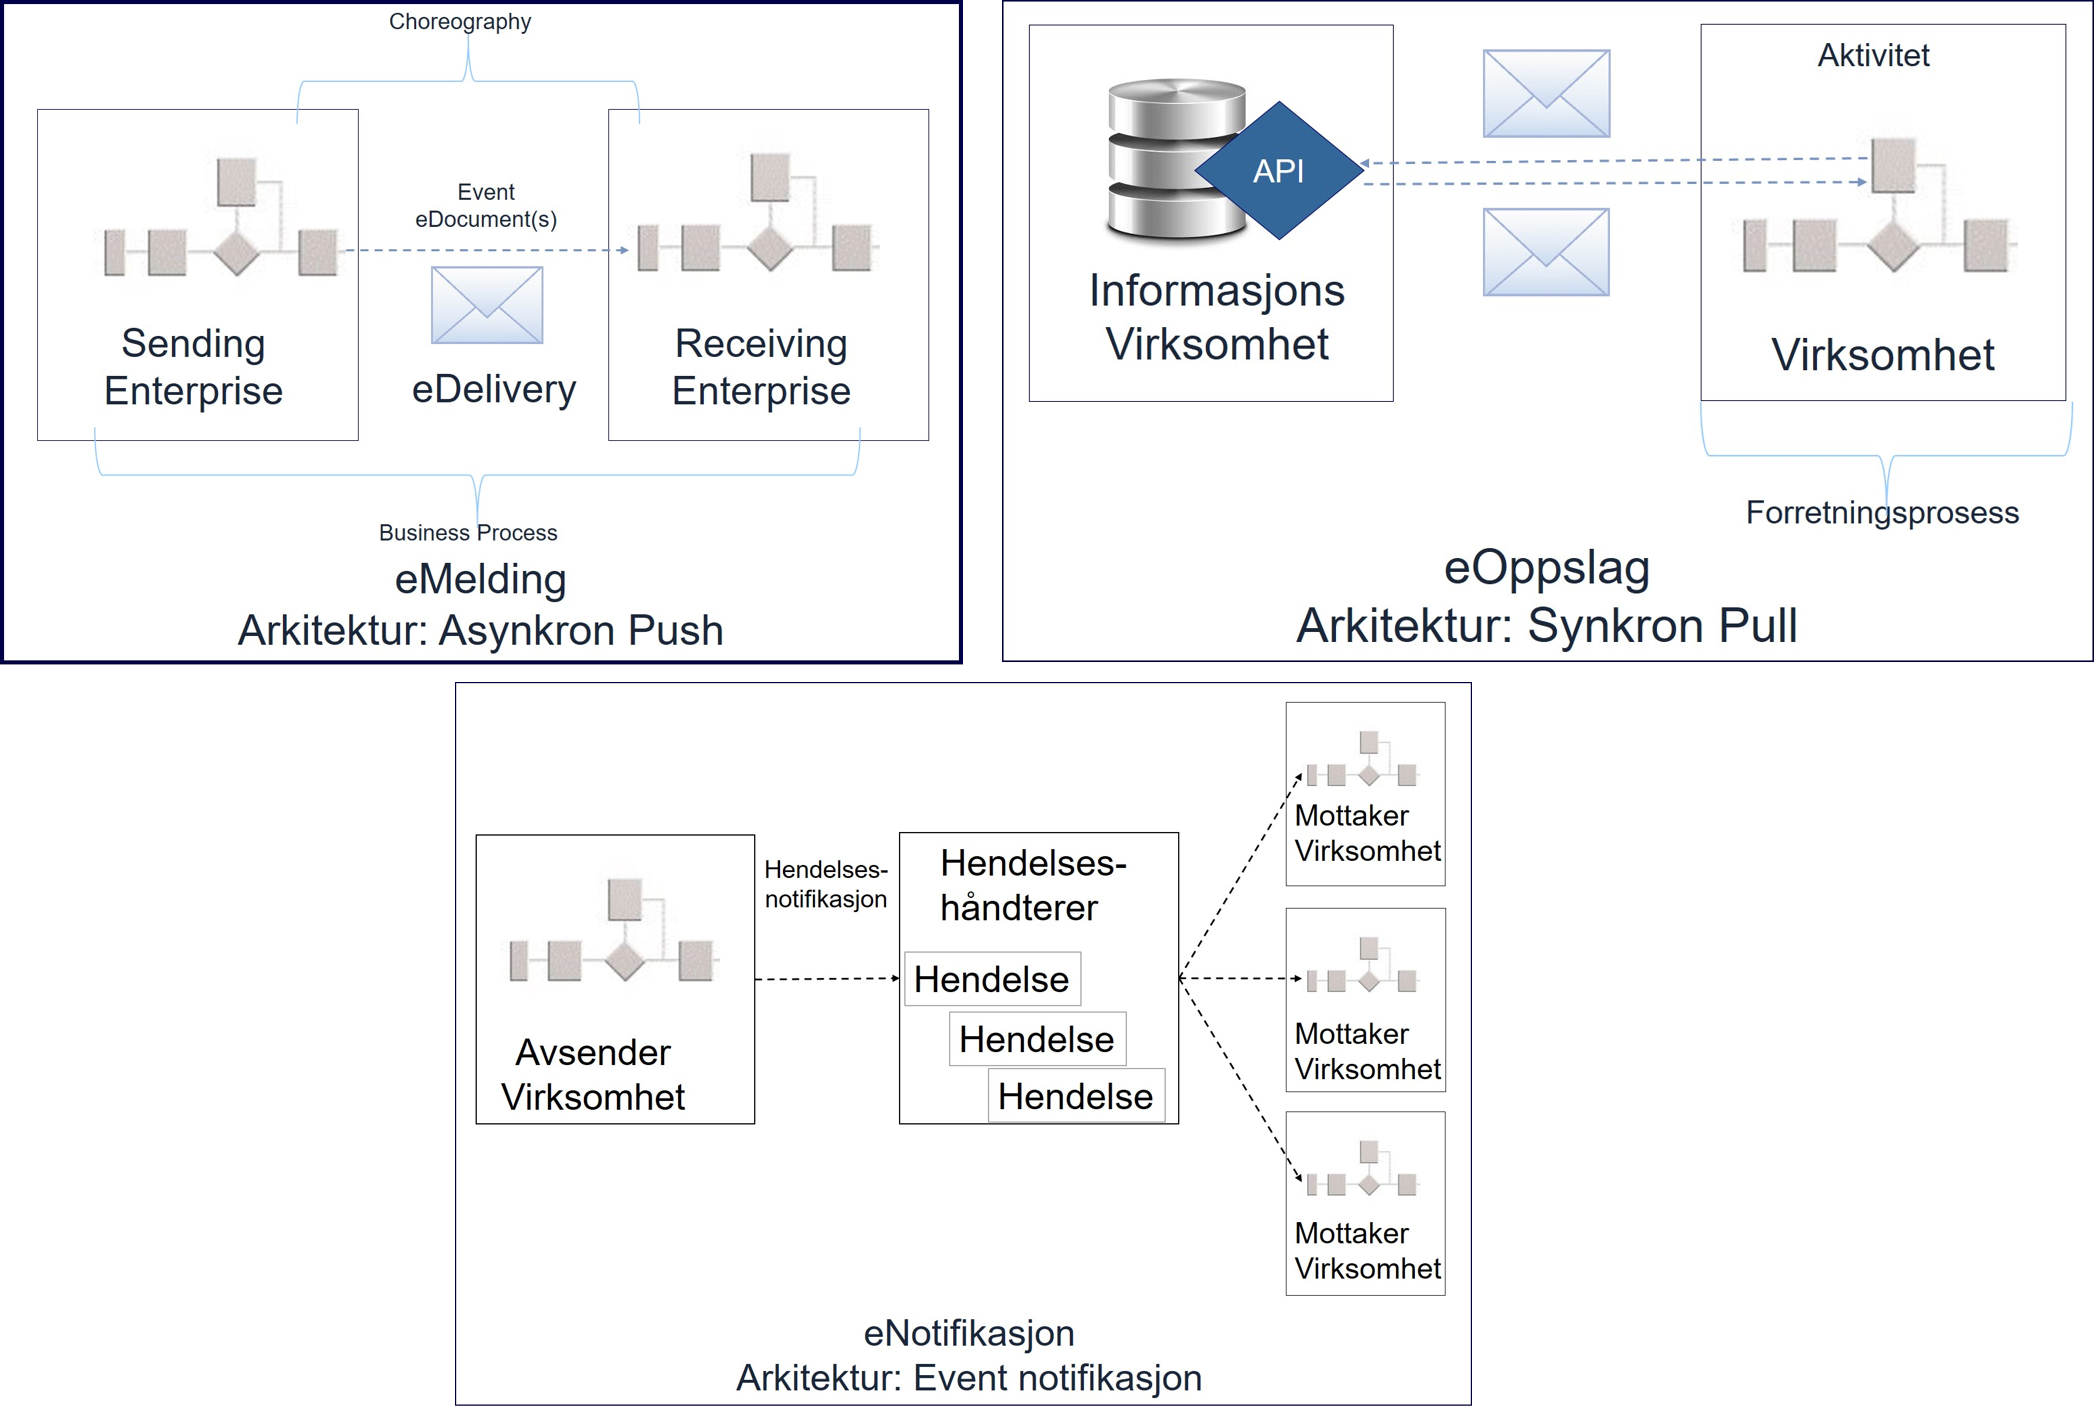 Choreography
Event
eDocument(s)
Sending
Enterprise
eDelivery
Receiving
Enterprise
Business Process
eMelding
Arkitektur: Asynkron Push
API
Informasjons
Virksomhet
Aktivitet
Virksomhet
Forretningsprosess
eOppslag
Arkitektur: Synkron Pull
Avsender
Virksomhet
Hendelses-
notifikasjon
Hendelses-
håndterer
Hendelse
Hendelse
Hendelse
Mottaker
Virksomhet
Mottaker
Virksomhet
Mottaker
Virksomhet
eNotifikasjon
Arkitektur: Event notifikasjon